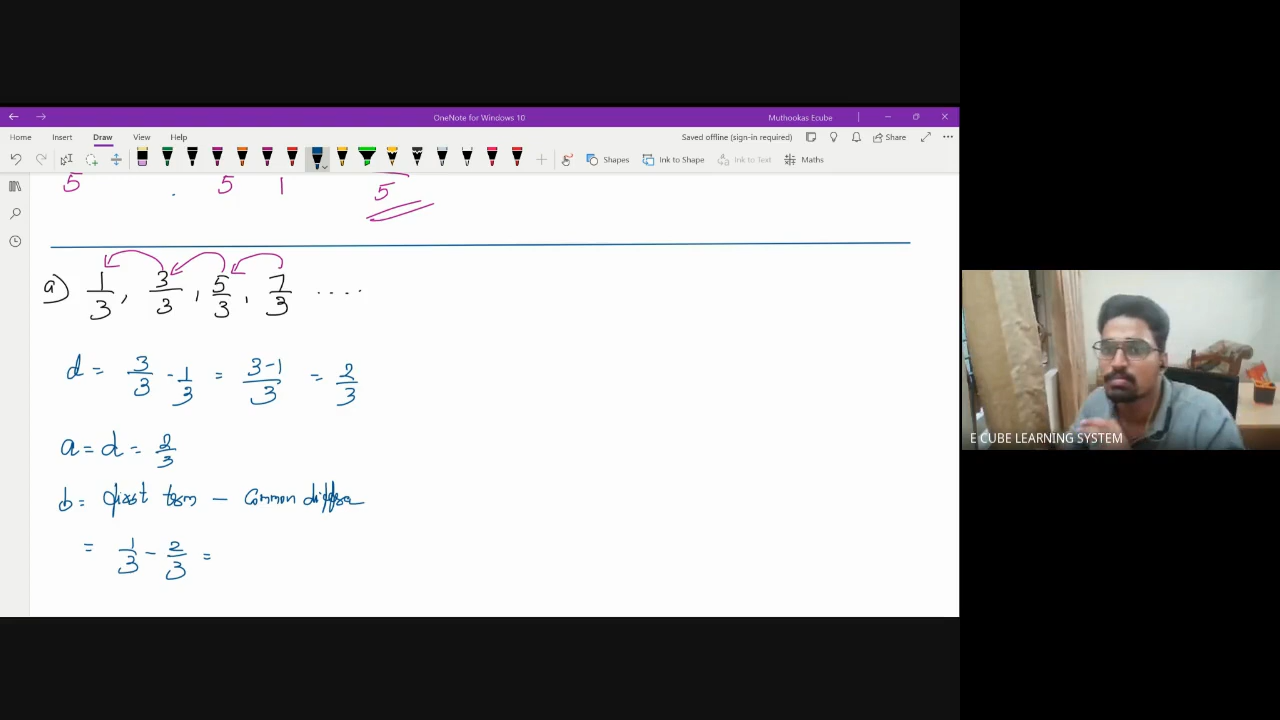 OneNote for Windows 10
Muthookas Ecube
Home Insert Draw View Help
Saved offline (sign-in required)
Share
Shapes
Ink to Shape
Ink to Text
Maths
5 . 5 1 5
a) 1/3, 3/3, 5/3, 7/3 ....
d = 3/3 - 1/3 = 3-1/3 = 2/3
a = d = 2/3
b = first term - Common
= 1/3 - 2/3 =
E CUBE LEARNING SYSTEM